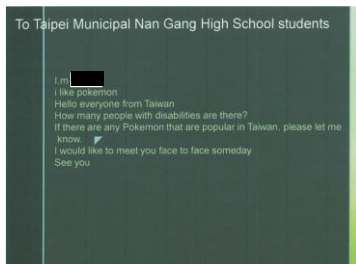 To Taipei Municipal Nan Gang High School students
I.m
i like pokemon
Hello everyone from Taiwan
How many people with disabilities are there?
If there are any Pokemon that are popular in Taiwan, please let me
know.
I would like to meet you face to face someday
See you